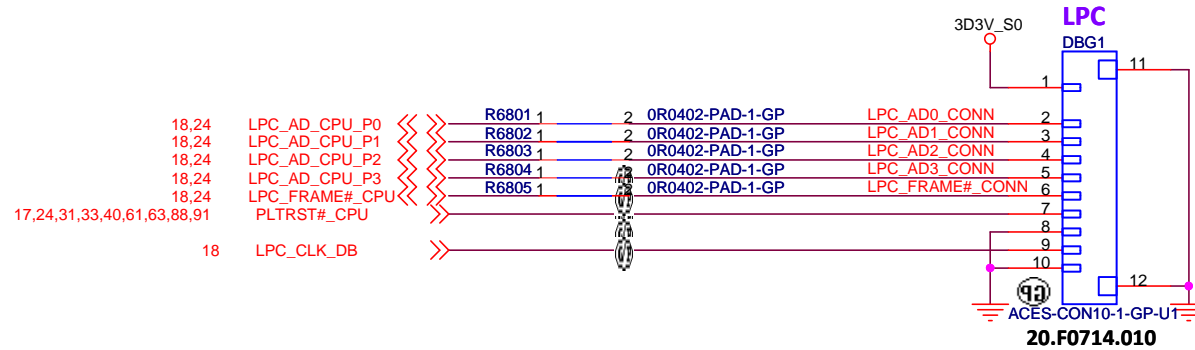 LPC
3D3V_S0
DBG1
11
1
R6801 1 2 0R0402-PAD-1-GP LPC_AD0_CONN
18,24 LPC_AD_CPU_P0 2
R6802 1 2 0R0402-PAD-1-GP LPC_AD1_CONN
18,24 LPC_AD_CPU_P1 3
R6803 1 2 0R0402-PAD-1-GP LPC_AD2_CONN
18,24 LPC_AD_CPU_P2 4
R6804 1 0R0402-PAD-1-GP LPC_AD3_CONN
18,24 LPC_AD_CPU_P3 5
R6805 1 0R0402-PAD-1-GP LPC_FRAME#_CONN
18,24 LPC_FRAME#_CPU 6
17,24,31,33,40,61,63,88,91 PLTRST#_CPU 7
8
18 LPC_CLK_DB 9
10
12
GP
ACES-CON10-1-GP-U1
20.F0714.010